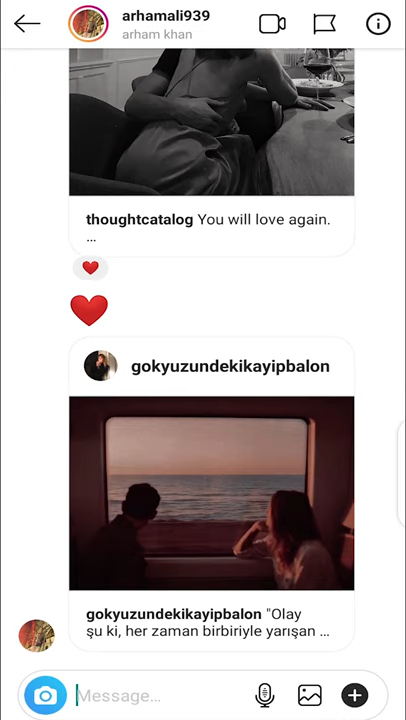 arhamali939
arham khan
thoughtcatalog You will love again.
...
gokyuzundekikayipbalon
gokyuzundekikayipbalon "Olay
şu ki, her zaman birbiriyle yarışan ...
Message...